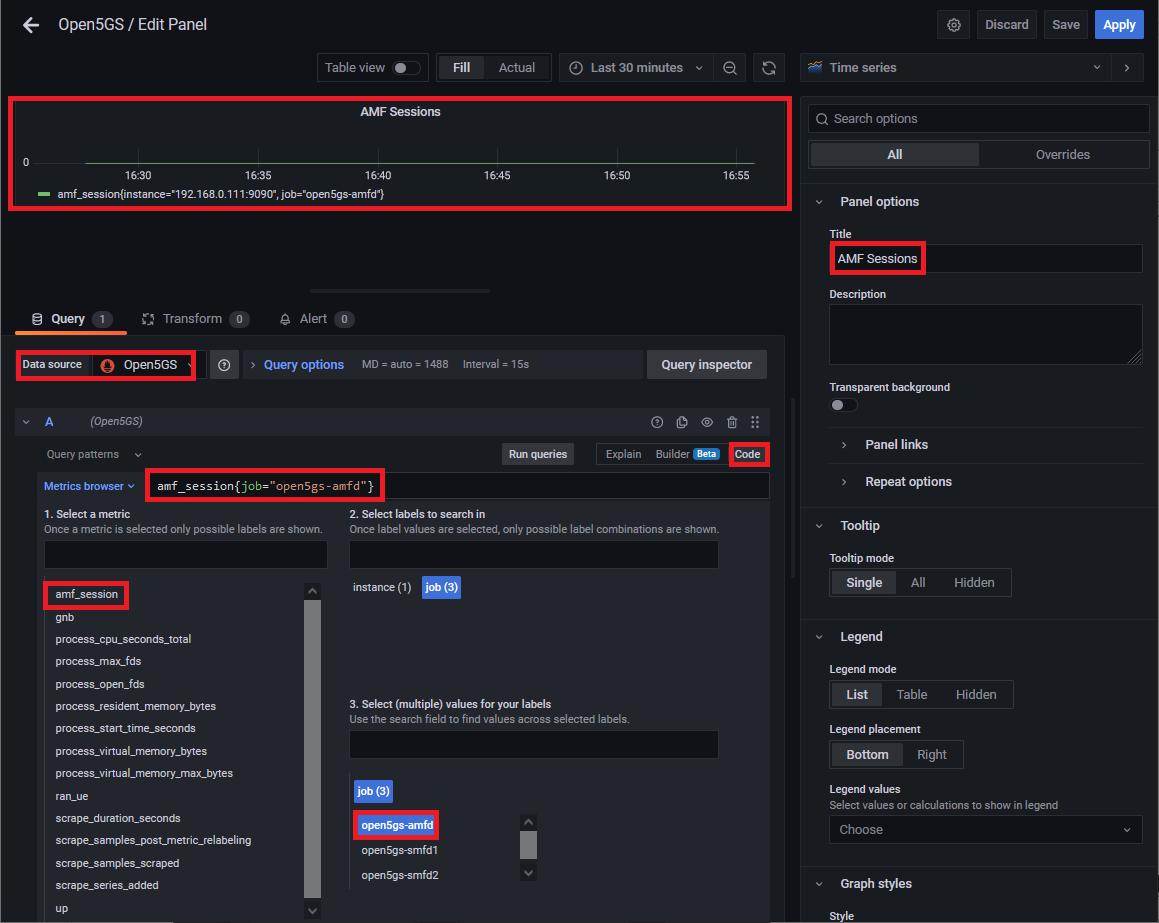 Open5GS / Edit Panel
Discard Save Apply
Table view Fill Actual Last 30 minutes Time series
AMF Sessions
0
16:30 16:35 16:40 16:45 16:50 16:55
amf_session{instance="192.168.0.111:9090", job="open5gs-amfd"}
Search options
All Overrides
Panel options
Title
AMF Sessions
Description
Transparent background
Panel links
Repeat options
Tooltip
Tooltip mode
Single All Hidden
Legend
Legend mode
List Table Hidden
Legend placement
Bottom Right
Legend values
Select values or calculations to show in legend
Choose
Graph styles
Style
Query 1 Transform 0 Alert 0
Data source Open5GS Query options MD = auto = 1488 Interval = 15s Query inspector
A (Open5GS)
Query patterns Run queries Explain Builder Beta Code
Metrics browser amf_session{job="open5gs-amfd"}
1. Select a metric
Once a metric is selected only possible labels are shown.
amf_session
gnb
process_cpu_seconds_total
process_max_fds
process_open_fds
process_resident_memory_bytes
process_start_time_seconds
process_virtual_memory_bytes
process_virtual_memory_max_bytes
ran_ue
scrape_duration_seconds
scrape_samples_post_metric_relabeling
scrape_samples_scraped
scrape_series_added
up
2. Select labels to search in
Once label values are selected, only possible label combinations are shown.
instance (1) job (3)
3. Select (multiple) values for your labels
Use the search field to find values across selected labels.
job (3)
open5gs-amfd
open5gs-smfd1
open5gs-smfd2